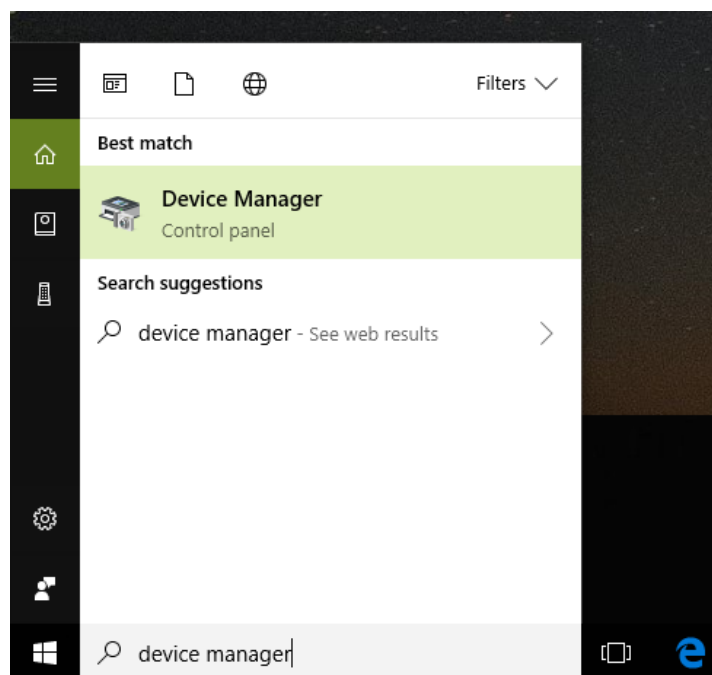 Filters
Best match
Device Manager
Control panel
Search suggestions
device manager - See web results
device manager